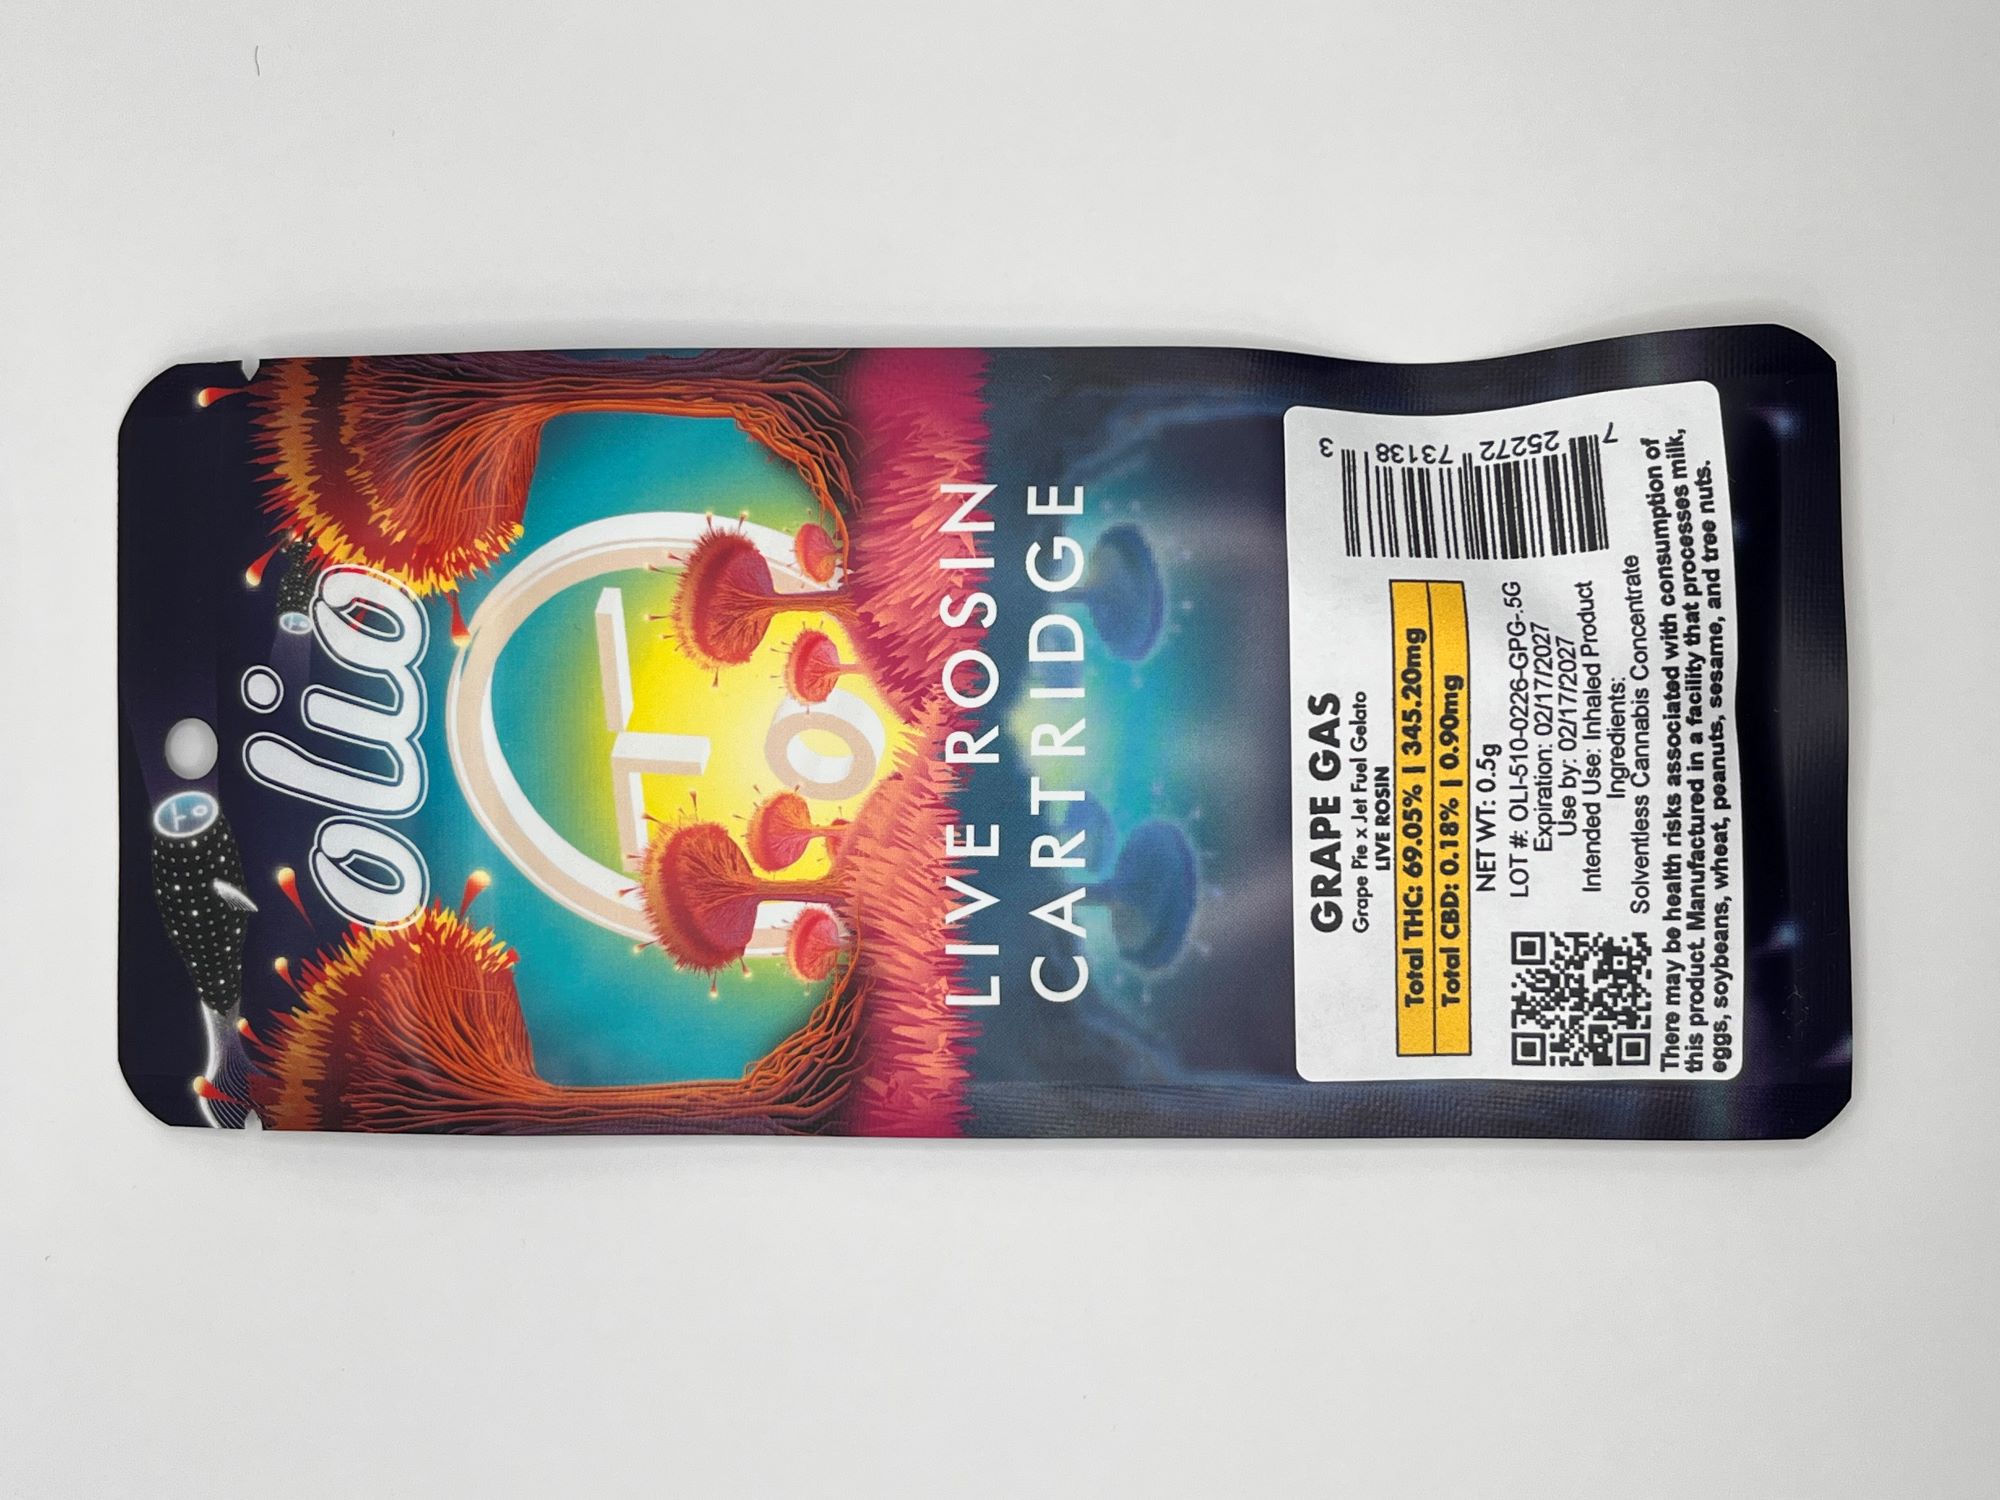 olio
LIVE ROSIN
CARTRIDGE
GRAPE GAS
Grape Pie x Jet Fuel Gelato
LIVE ROSIN
Total THC: 69.05% | 345.20mg
Total CBD: 0.18% | 0.90mg
NET WT: 0.5g
LOT #: OLI-510-0226-GPG-.5G
Expiration: 02/17/2027
Use by: 02/17/2027
Intended Use: Inhaled Product
Ingredients:
Solventless Cannabis Concentrate
7 25272 73138 3
There may be health risks associated with consumption of
this product. Manufactured in a facility that processes milk,
eggs, soybeans, wheat, peanuts, sesame, and tree nuts.